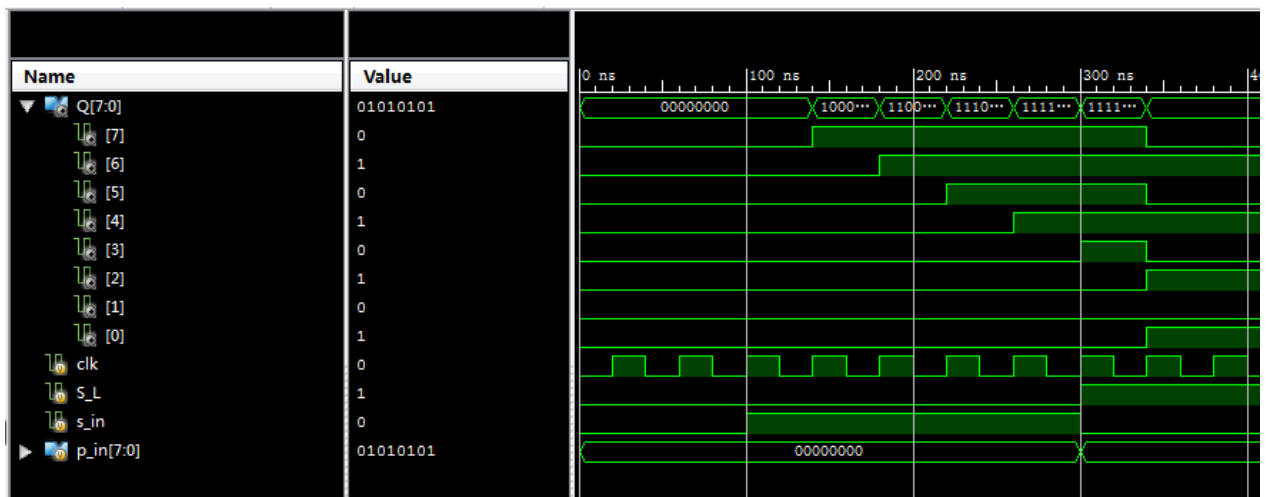 Name Value 0 ns 100 ns 200 ns 300 ns
Q[7:0] 01010101 00000000 1000··· 1100··· 1110··· 1111··· 1111···
[7] 0
[6] 1
[5] 0
[4] 1
[3] 0
[2] 1
[1] 0
[0] 1
clk 0
S_L 1
s_in 0
p_in[7:0] 01010101 00000000